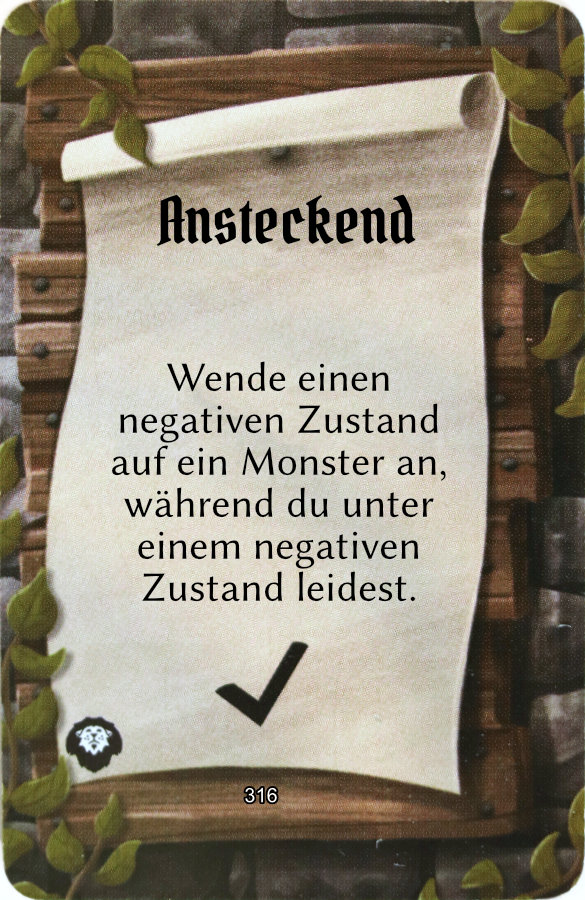 Ansteckend
Wende einen
negativen Zustand
auf ein Monster an,
während du unter
einem negativen
Zustand leidest.
316